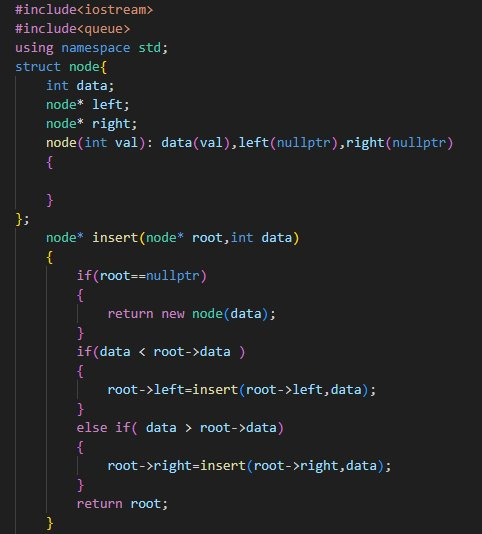 #include<iostream>
#include<queue>
using namespace std;
struct node{
    int data;
    node* left;
    node* right;
    node(int val): data(val),left(nullptr),right(nullptr)
    {

    }
};
    node* insert(node* root,int data)
    {
        if(root==nullptr)
        {
            return new node(data);
        }
        if(data < root->data )
        {
            root->left=insert(root->left,data);
        }
        else if( data > root->data)
        {
            root->right=insert(root->right,data);
        }
        return root;
    }